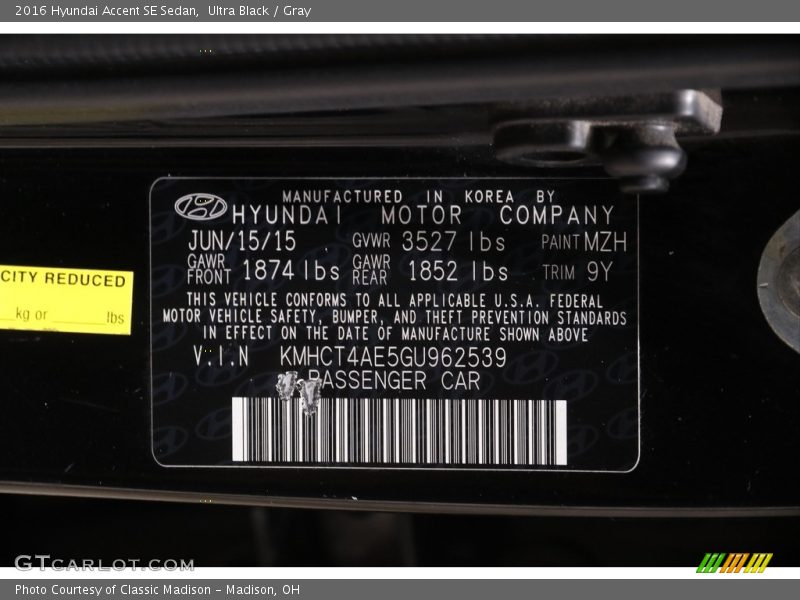 2016 Hyundai Accent SE Sedan, Ultra Black / Gray
MANUFACTURED IN KOREA BY
HYUNDAI MOTOR COMPANY
JUN/15/15 GVWR 3527 lbs PAINT MZH
GAWR FRONT 1874 lbs GAWR REAR 1852 lbs TRIM 9Y
THIS VEHICLE CONFORMS TO ALL APPLICABLE U.S.A. FEDERAL
MOTOR VEHICLE SAFETY, BUMPER, AND THEFT PREVENTION STANDARDS
IN EFFECT ON THE DATE OF MANUFACTURE SHOWN ABOVE
V.I.N KMHCT4AE5GU962539
PASSENGER CAR
CITY REDUCED
kg or lbs
GTCARLOT.COM
Photo Courtesy of Classic Madison - Madison, OH